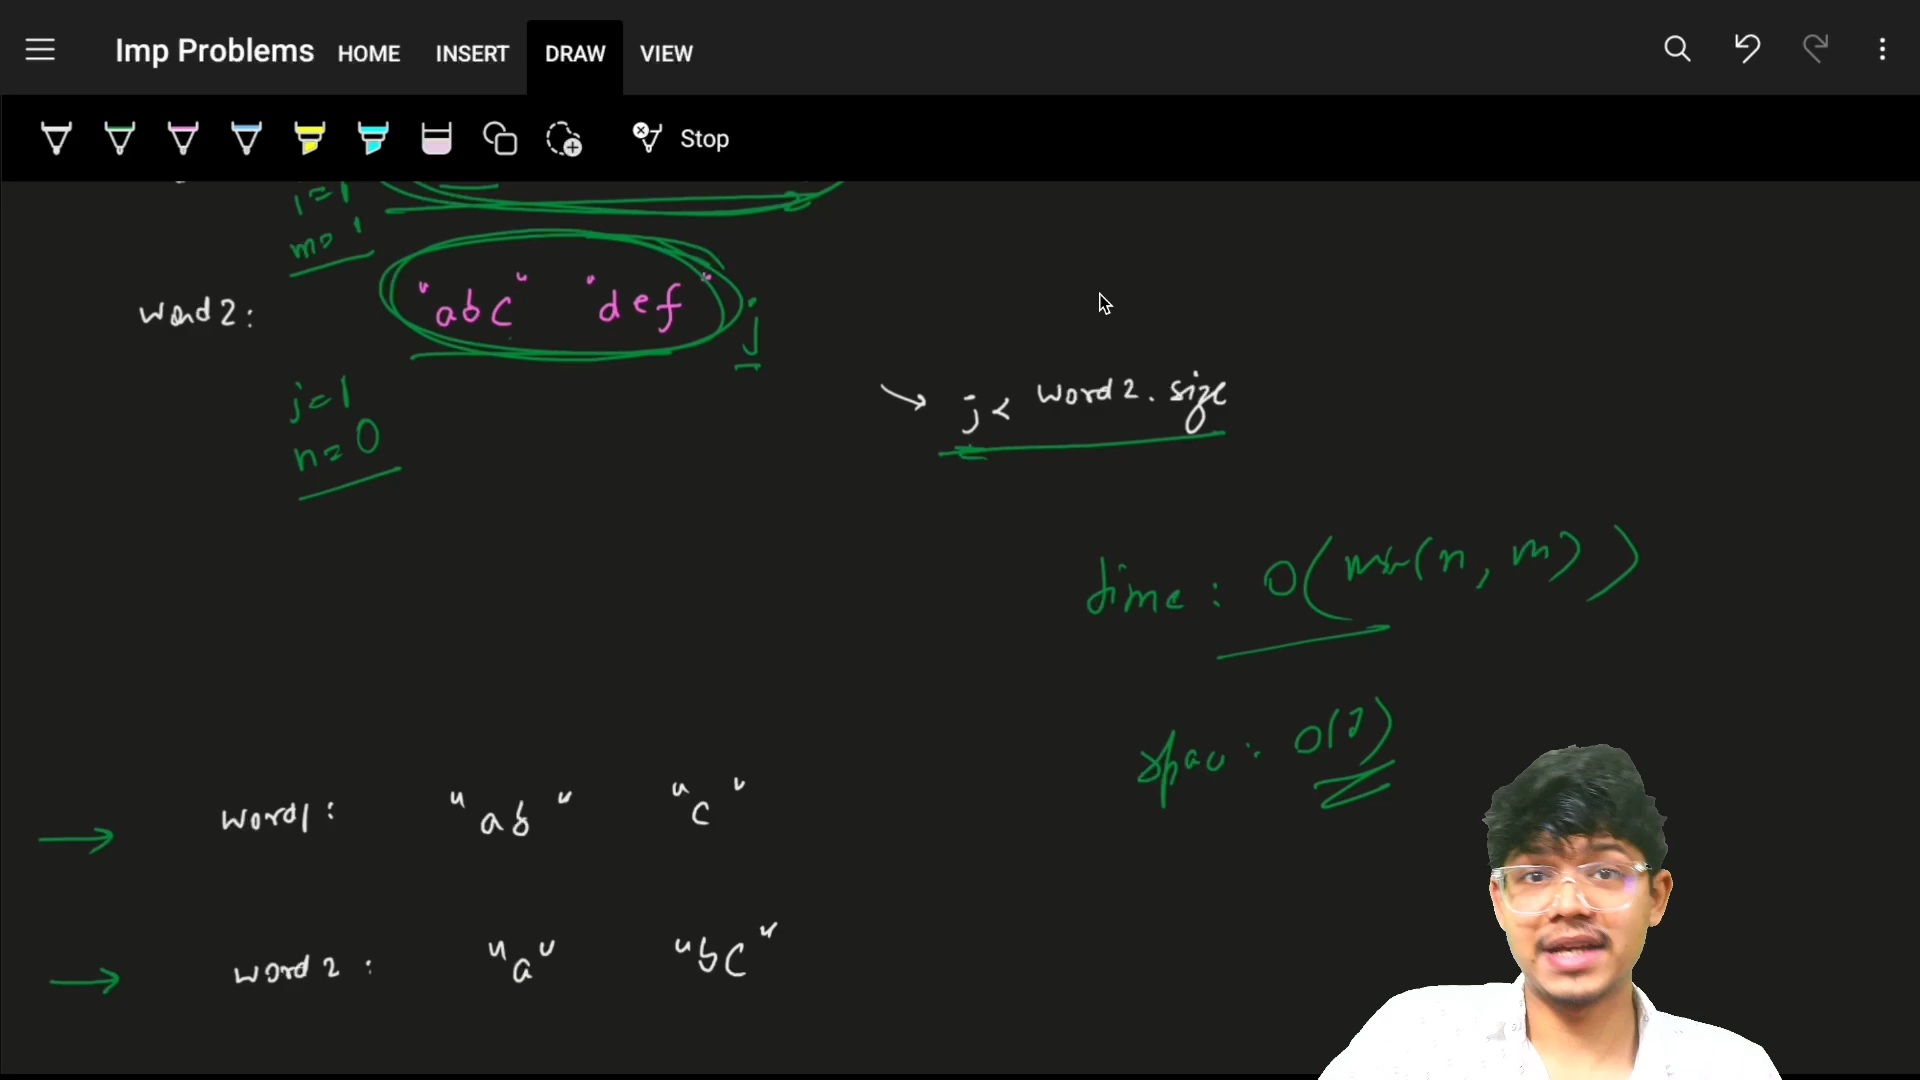 Imp Problems HOME INSERT DRAW VIEW
Stop
i=1
m=1
word2: "abc" "def" j
j=1
n=0
→ j < word2.size
time: O(min(n, m))
space: O(1)
→ word1: "ab" "c"
→ word2: "a" "bc"